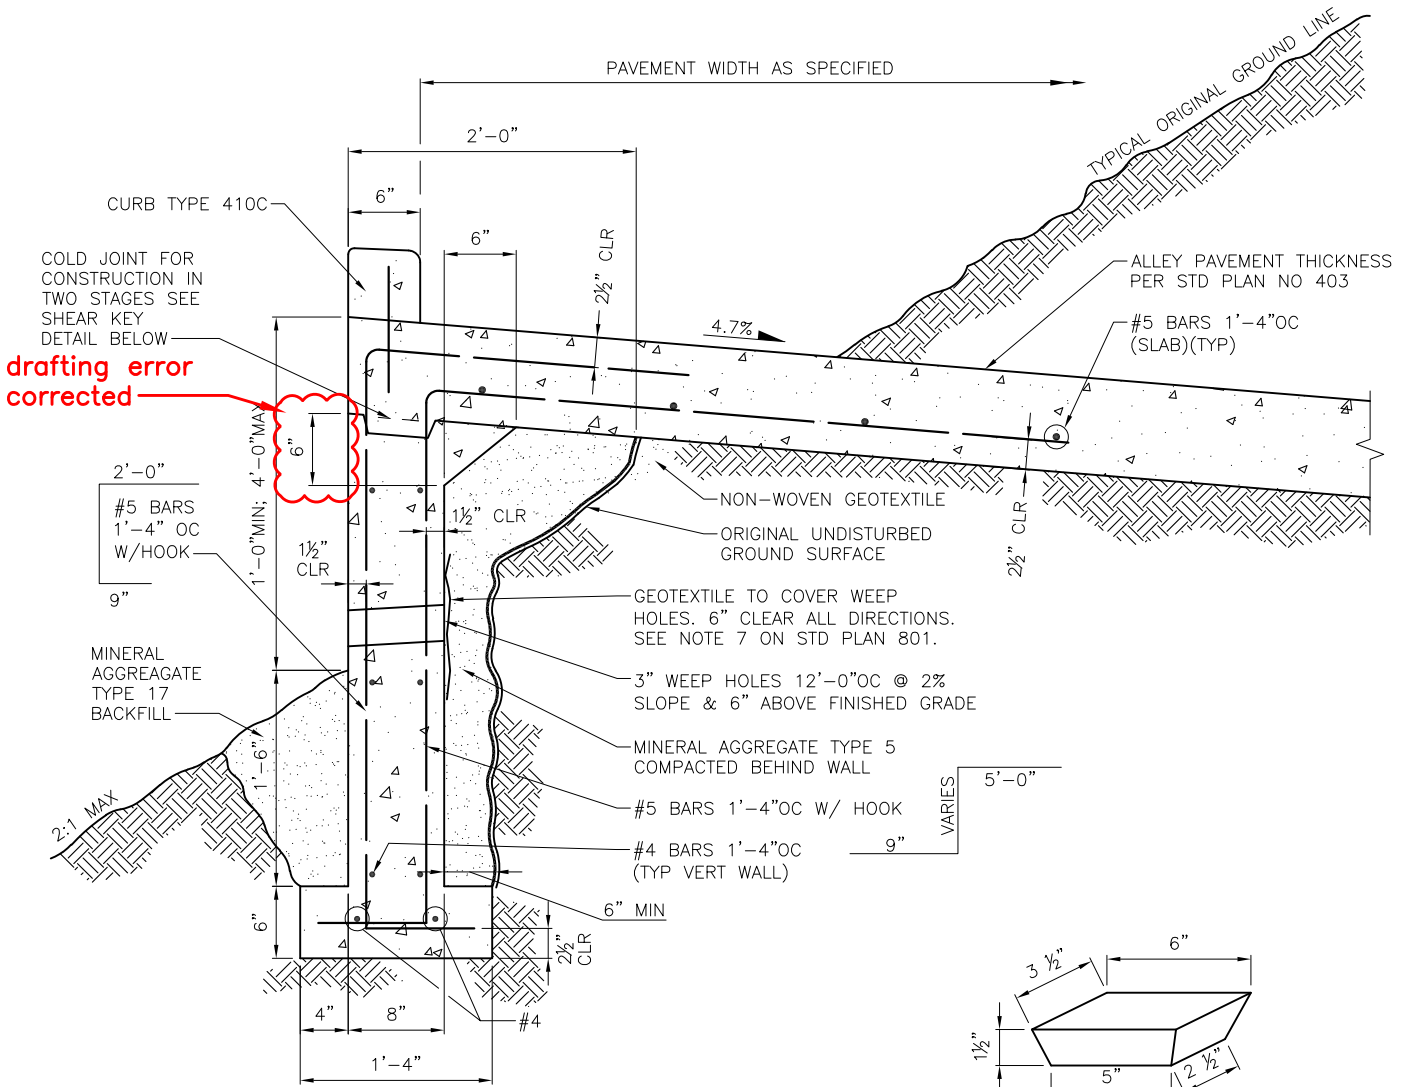 PAVEMENT WIDTH AS SPECIFIED
TYPICAL ORIGINAL GROUND LINE
2'-0"
6"
CURB TYPE 410C
6"
2½" CLR
COLD JOINT FOR
CONSTRUCTION IN
TWO STAGES SEE
SHEAR KEY
DETAIL BELOW
ALLEY PAVEMENT THICKNESS
PER STD PLAN NO 403
4.7%
#5 BARS 1'-4"OC
(SLAB)(TYP)
drafting error
corrected
6"
1'-0"MIN; 4'-0"MAX
2'-0"
#5 BARS
1'-4" OC
W/HOOK
9"
1½" CLR
1½"
CLR
NON-WOVEN GEOTEXTILE
ORIGINAL UNDISTURBED
GROUND SURFACE
2½" CLR
GEOTEXTILE TO COVER WEEP
HOLES. 6" CLEAR ALL DIRECTIONS.
SEE NOTE 7 ON STD PLAN 801.
MINERAL
AGGREAGATE
TYPE 17
BACKFILL
3" WEEP HOLES 12'-0"OC @ 2%
SLOPE & 6" ABOVE FINISHED GRADE
MINERAL AGGREGATE TYPE 5
COMPACTED BEHIND WALL
1'-6"
2:1 MAX
#5 BARS 1'-4"OC W/ HOOK
9"
VARIES
5'-0"
#4 BARS 1'-4"OC
(TYP VERT WALL)
6" MIN
6"
2½"
CLR
4"
8"
#4
1'-4"
6"
3 ½"
1½"
5"
2 ½"